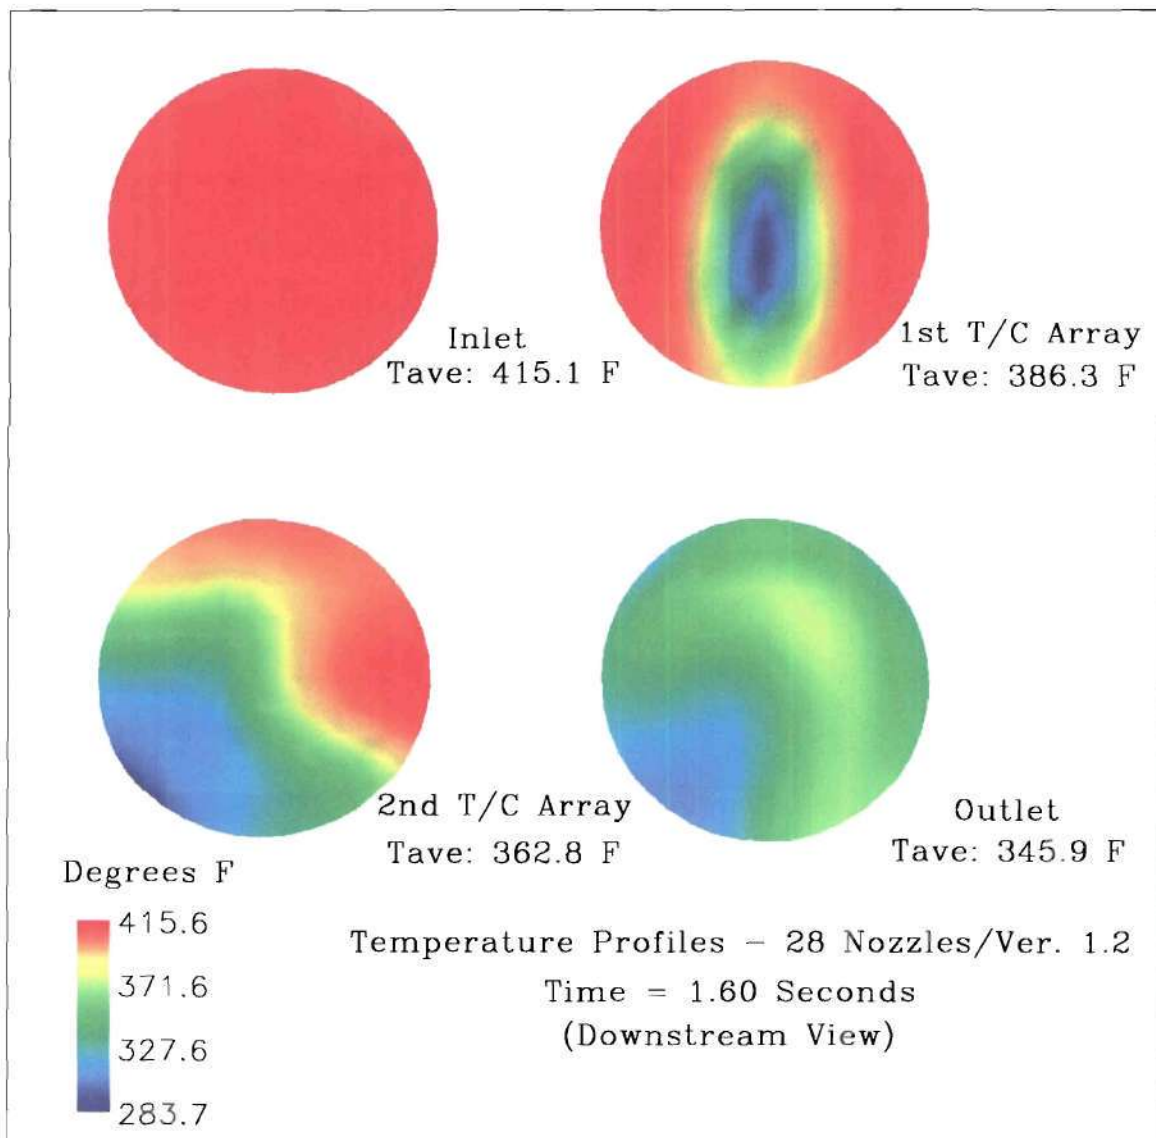 Inlet
Tave: 415.1 F
1st T/C Array
Tave: 386.3 F
2nd T/C Array
Tave: 362.8 F
Outlet
Tave: 345.9 F
Degrees F
415.6
371.6
327.6
283.7
Temperature Profiles - 28 Nozzles/Ver. 1.2
Time = 1.60 Seconds
(Downstream View)